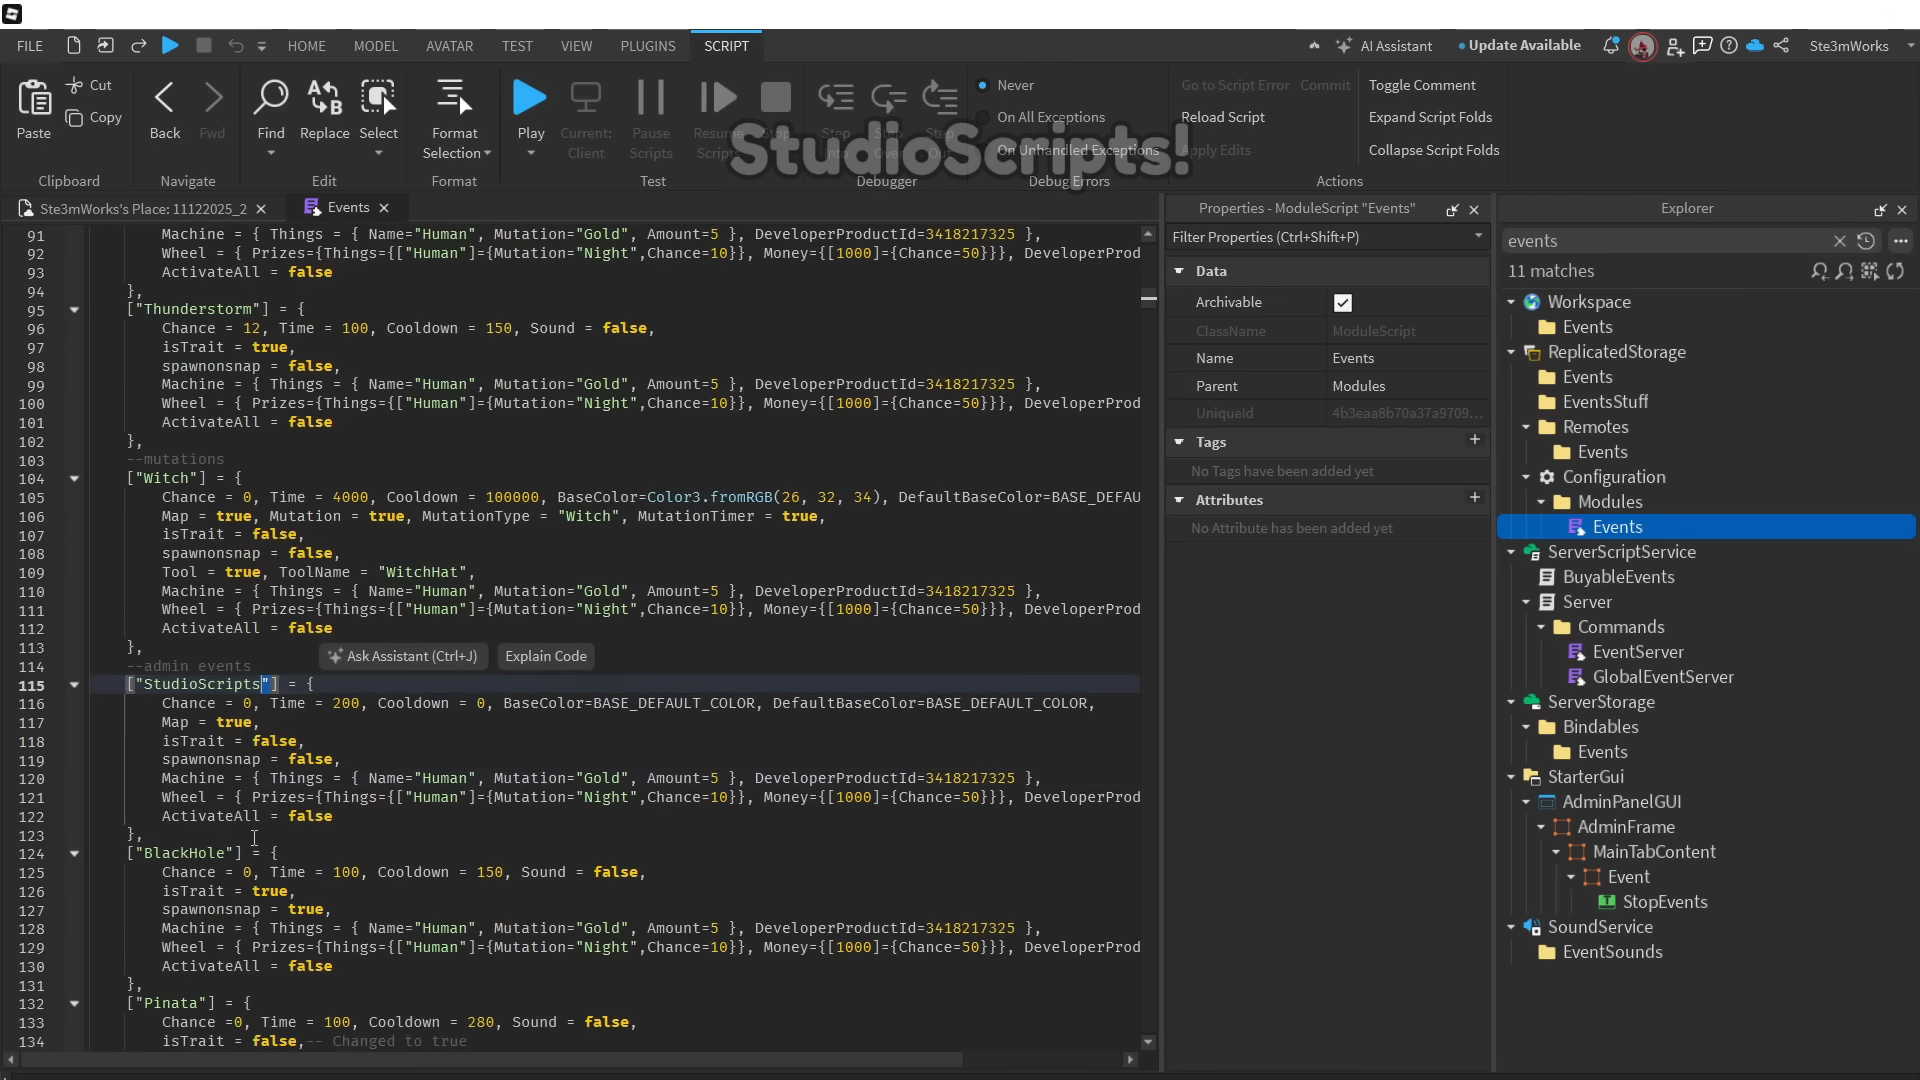 FILE
HOME
MODEL
AVATAR
TEST
VIEW
PLUGINS
SCRIPT
AI Assistant
Update Available
Ste3mWorks
Paste
Cut
Copy
Clipboard
Back
Fwd
Navigate
Find
Replace
Select
Edit
Format
Selection
Format
Play
Current:
Client
Pause
Scripts
Resume
Scripts
Stop
Test
Step
Into
Step
Over
Step
Out
Debugger
StudioScripts!
Never
On All Exceptions
On Unhandled Exceptions
Debug Errors
Go to Script Error
Commit
Reload Script
Apply Edits
Toggle Comment
Expand Script Folds
Collapse Script Folds
Actions
Ste3mWorks's Place: 11122025_2
Events
91 Machine = { Things = { Name="Human", Mutation="Gold", Amount=5 }, DeveloperProductId=3418217325 },
92 Wheel = { Prizes={Things={["Human"]={Mutation="Night",Chance=10}}, Money={[1000]={Chance=50}}}, DeveloperProd
93 ActivateAll = false
94 },
95 ["Thunderstorm"] = {
96 Chance = 12, Time = 100, Cooldown = 150, Sound = false,
97 isTrait = true,
98 spawnonsnap = false,
99 Machine = { Things = { Name="Human", Mutation="Gold", Amount=5 }, DeveloperProductId=3418217325 },
100 Wheel = { Prizes={Things={["Human"]={Mutation="Night",Chance=10}}, Money={[1000]={Chance=50}}}, DeveloperProd
101 ActivateAll = false
102 },
103 --mutations
104 ["Witch"] = {
105 Chance = 0, Time = 4000, Cooldown = 100000, BaseColor=Color3.fromRGB(26, 32, 34), DefaultBaseColor=BASE_DEFAU
106 Map = true, Mutation = true, MutationType = "Witch", MutationTimer = true,
107 isTrait = false,
108 spawnonsnap = false,
109 Tool = true, ToolName = "WitchHat",
110 Machine = { Things = { Name="Human", Mutation="Gold", Amount=5 }, DeveloperProductId=3418217325 },
111 Wheel = { Prizes={Things={["Human"]={Mutation="Night",Chance=10}}, Money={[1000]={Chance=50}}}, DeveloperProd
112 ActivateAll = false
113 },
Ask Assistant (Ctrl+J)
Explain Code
114 --admin events
115 ["StudioScripts"] = {
116 Chance = 0, Time = 200, Cooldown = 0, BaseColor=BASE_DEFAULT_COLOR, DefaultBaseColor=BASE_DEFAULT_COLOR,
117 Map = true,
118 isTrait = false,
119 spawnonsnap = false,
120 Machine = { Things = { Name="Human", Mutation="Gold", Amount=5 }, DeveloperProductId=3418217325 },
121 Wheel = { Prizes={Things={["Human"]={Mutation="Night",Chance=10}}, Money={[1000]={Chance=50}}}, DeveloperProd
122 ActivateAll = false
123 },
124 ["BlackHole"] = {
125 Chance = 0, Time = 100, Cooldown = 150, Sound = false,
126 isTrait = true,
127 spawnonsnap = true,
128 Machine = { Things = { Name="Human", Mutation="Gold", Amount=5 }, DeveloperProductId=3418217325 },
129 Wheel = { Prizes={Things={["Human"]={Mutation="Night",Chance=10}}, Money={[1000]={Chance=50}}}, DeveloperProd
130 ActivateAll = false
131 },
132 ["Pinata"] = {
133 Chance =0, Time = 100, Cooldown = 280, Sound = false,
134 isTrait = false,-- Changed to true
Properties - ModuleScript "Events"
Filter Properties (Ctrl+Shift+P)
Data
Archivable
ClassName ModuleScript
Name Events
Parent Modules
UniqueId 4b3eaa8b70a37a9709...
Tags
No Tags have been added yet
Attributes
No Attribute has been added yet
Explorer
events
11 matches
Workspace
Events
ReplicatedStorage
Events
EventsStuff
Remotes
Events
Configuration
Modules
Events
ServerScriptService
BuyableEvents
Server
Commands
EventServer
GlobalEventServer
ServerStorage
Bindables
Events
StarterGui
AdminPanelGUI
AdminFrame
MainTabContent
Event
StopEvents
SoundService
EventSounds